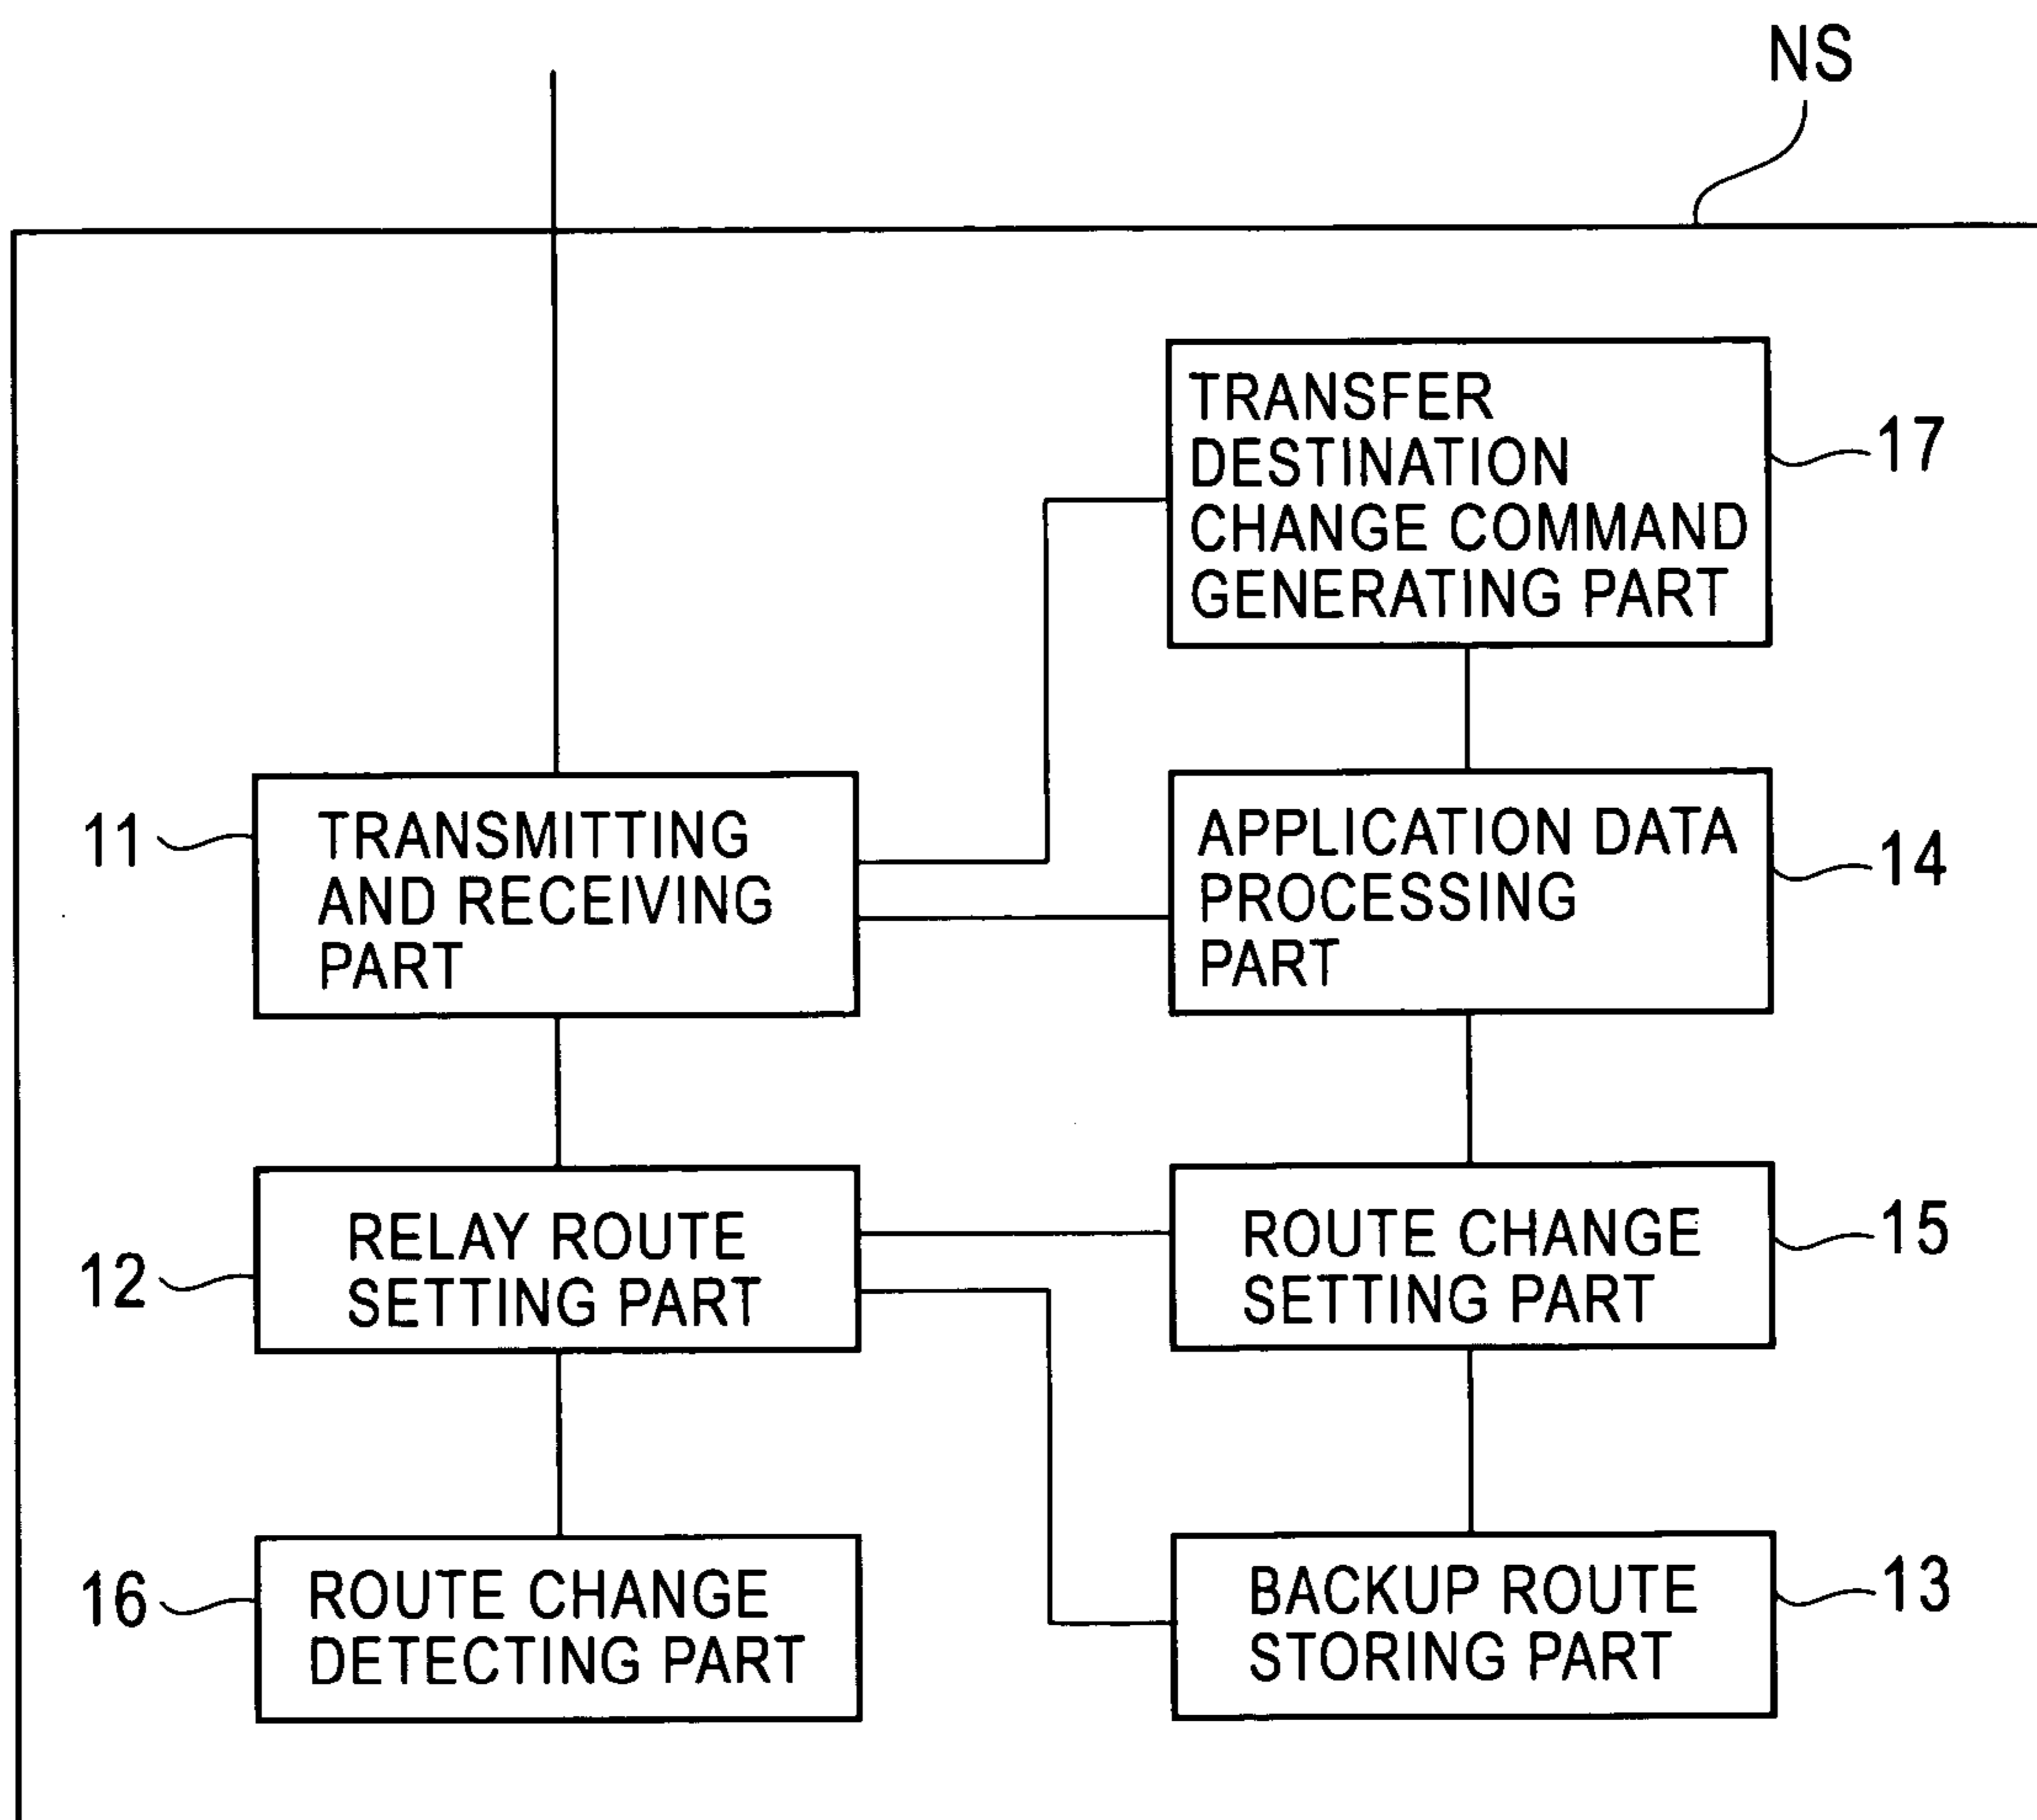 NS
TRANSFER
DESTINATION
CHANGE COMMAND
GENERATING PART
17
11
TRANSMITTING
AND RECEIVING
PART
APPLICATION DATA
PROCESSING
PART
14
12
RELAY ROUTE
SETTING PART
ROUTE CHANGE
SETTING PART
15
16
ROUTE CHANGE
DETECTING PART
BACKUP ROUTE
STORING PART
13